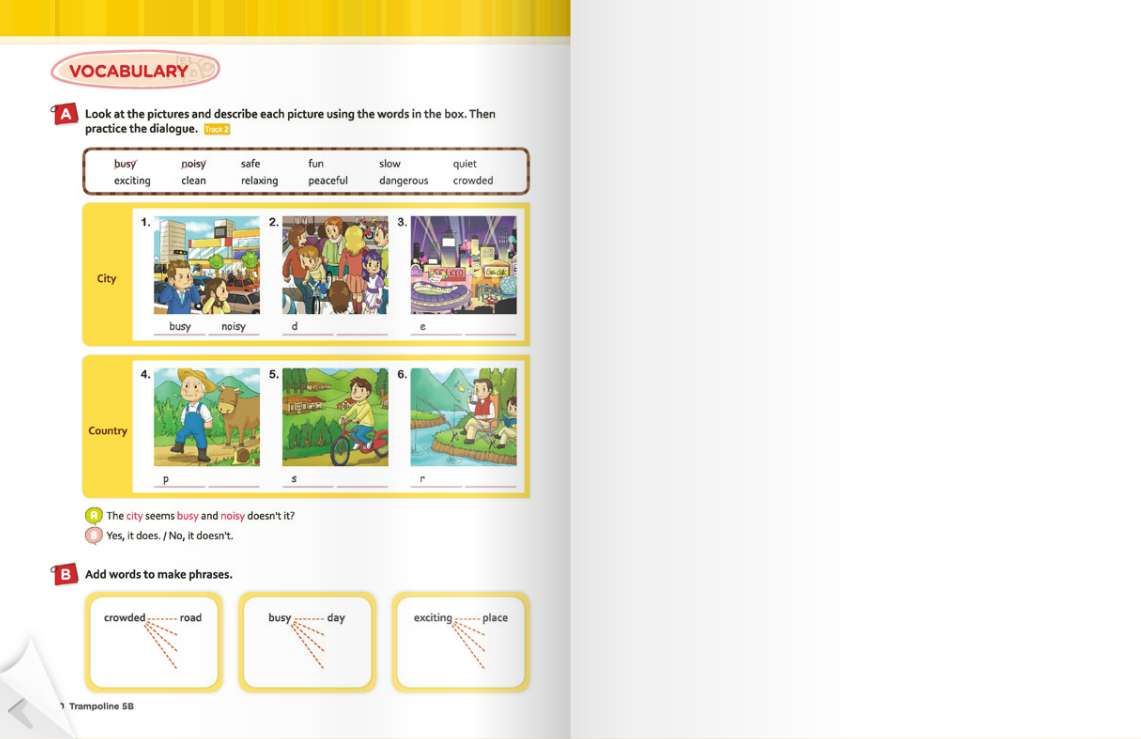 VOCABULARY
A Look at the pictures and describe each picture using the words in the box. Then
practice the dialogue. Track 2
busy noisy safe fun slow quiet
exciting clean relaxing peaceful dangerous crowded
City
1. 2. 3.
busy noisy d e
Country
4. 5. 6.
p s r
A The city seems busy and noisy doesn't it?
B Yes, it does. / No, it doesn't.
B Add words to make phrases.
crowded road busy day exciting place
Trampoline 5B